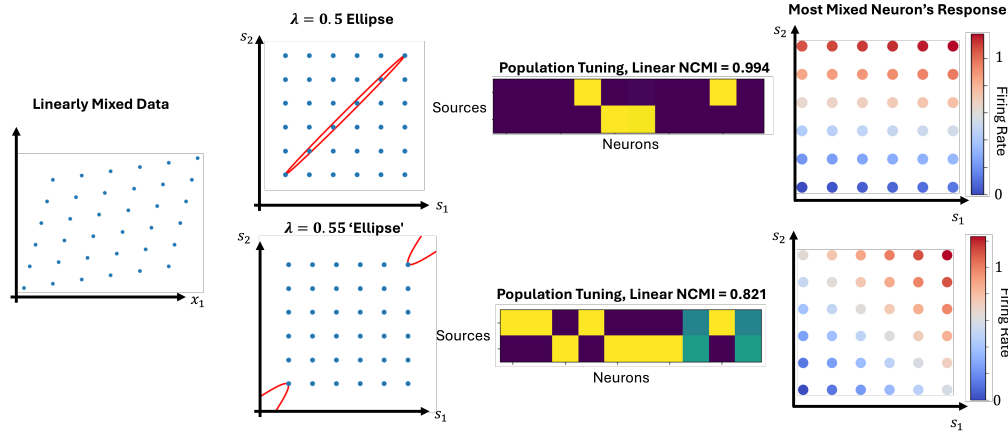 Linearly Mixed Data
x₁
λ = 0.5 Ellipse
s₂
s₁
Population Tuning, Linear NCMI = 0.994
Sources
Neurons
Most Mixed Neuron's Response
s₁
1
0
Firing Rate
λ = 0.55 'Ellipse'
s₂
s₁
Population Tuning, Linear NCMI = 0.821
Sources
Neurons
s₁
1
0
Firing Rate